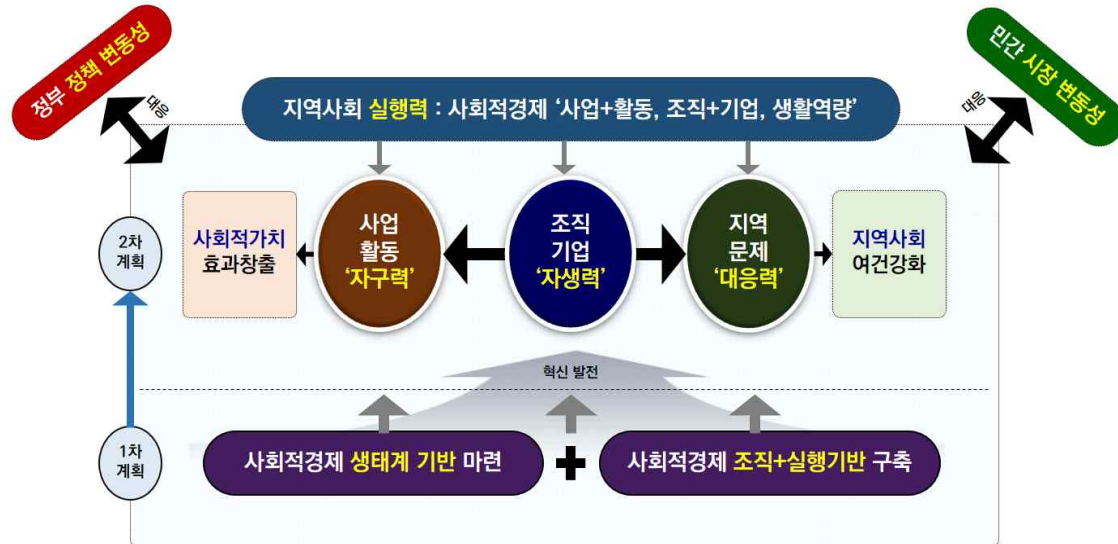 정부 정책 변동성
대응
민간 시장 변동성
대응
지역사회 실행력 : 사회적경제 ‘사업+활동, 조직+기업, 생활역량’
2차
계획
사회적가치
효과창출
사업
활동
‘자구력’
조직
기업
‘자생력’
지역
문제
‘대응력’
지역사회
여건강화
혁신 발전
1차
계획
사회적경제 생태계 기반 마련
+
사회적경제 조직+실행기반 구축